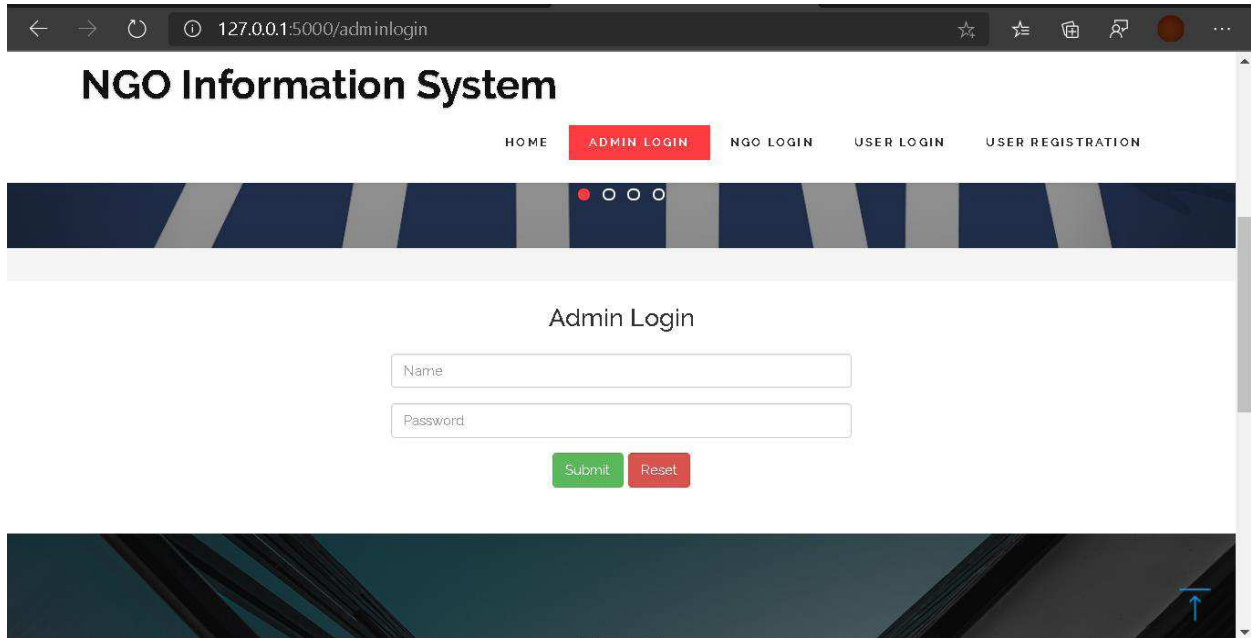 127.0.0.1:5000/adminlogin
NGO Information System
HOME ADMIN LOGIN NGO LOGIN USER LOGIN USER REGISTRATION
Admin Login
Name
Password
Submit Reset